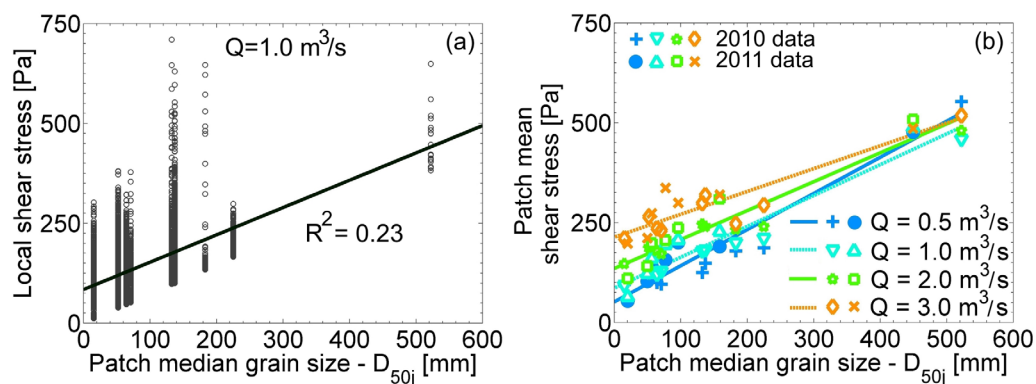 750
500
250
0
Local shear stress [Pa]
Q=1.0 m³/s
(a)
R² = 0.23
0 100 200 300 400 500 600
Patch median grain size - D₅₀ⱼ [mm]
750
500
250
0
Patch mean
shear stress [Pa]
2010 data
2011 data
(b)
Q = 0.5 m³/s
Q = 1.0 m³/s
Q = 2.0 m³/s
Q = 3.0 m³/s
0 100 200 300 400 500 600
Patch median grain size - D₅₀ⱼ [mm]